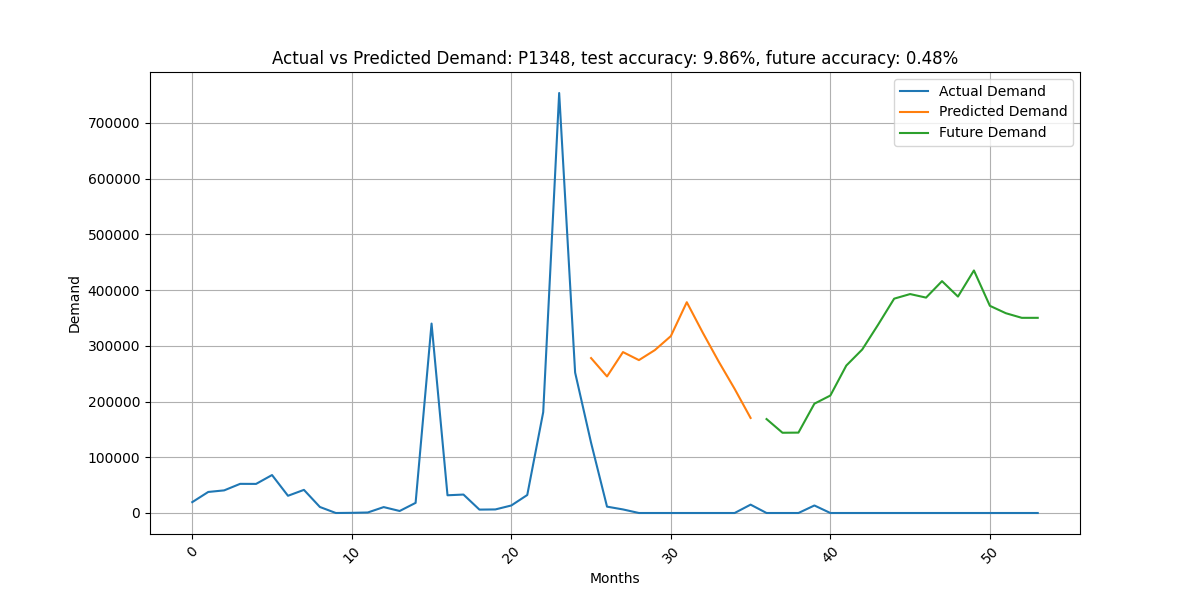 Actual vs Predicted Demand: P1348, test accuracy: 9.86%, future accuracy: 0.48%
Actual Demand
Predicted Demand
Future Demand
700000
600000
500000
400000
300000
200000
100000
0
Demand
0
10
20
30
40
50
Months